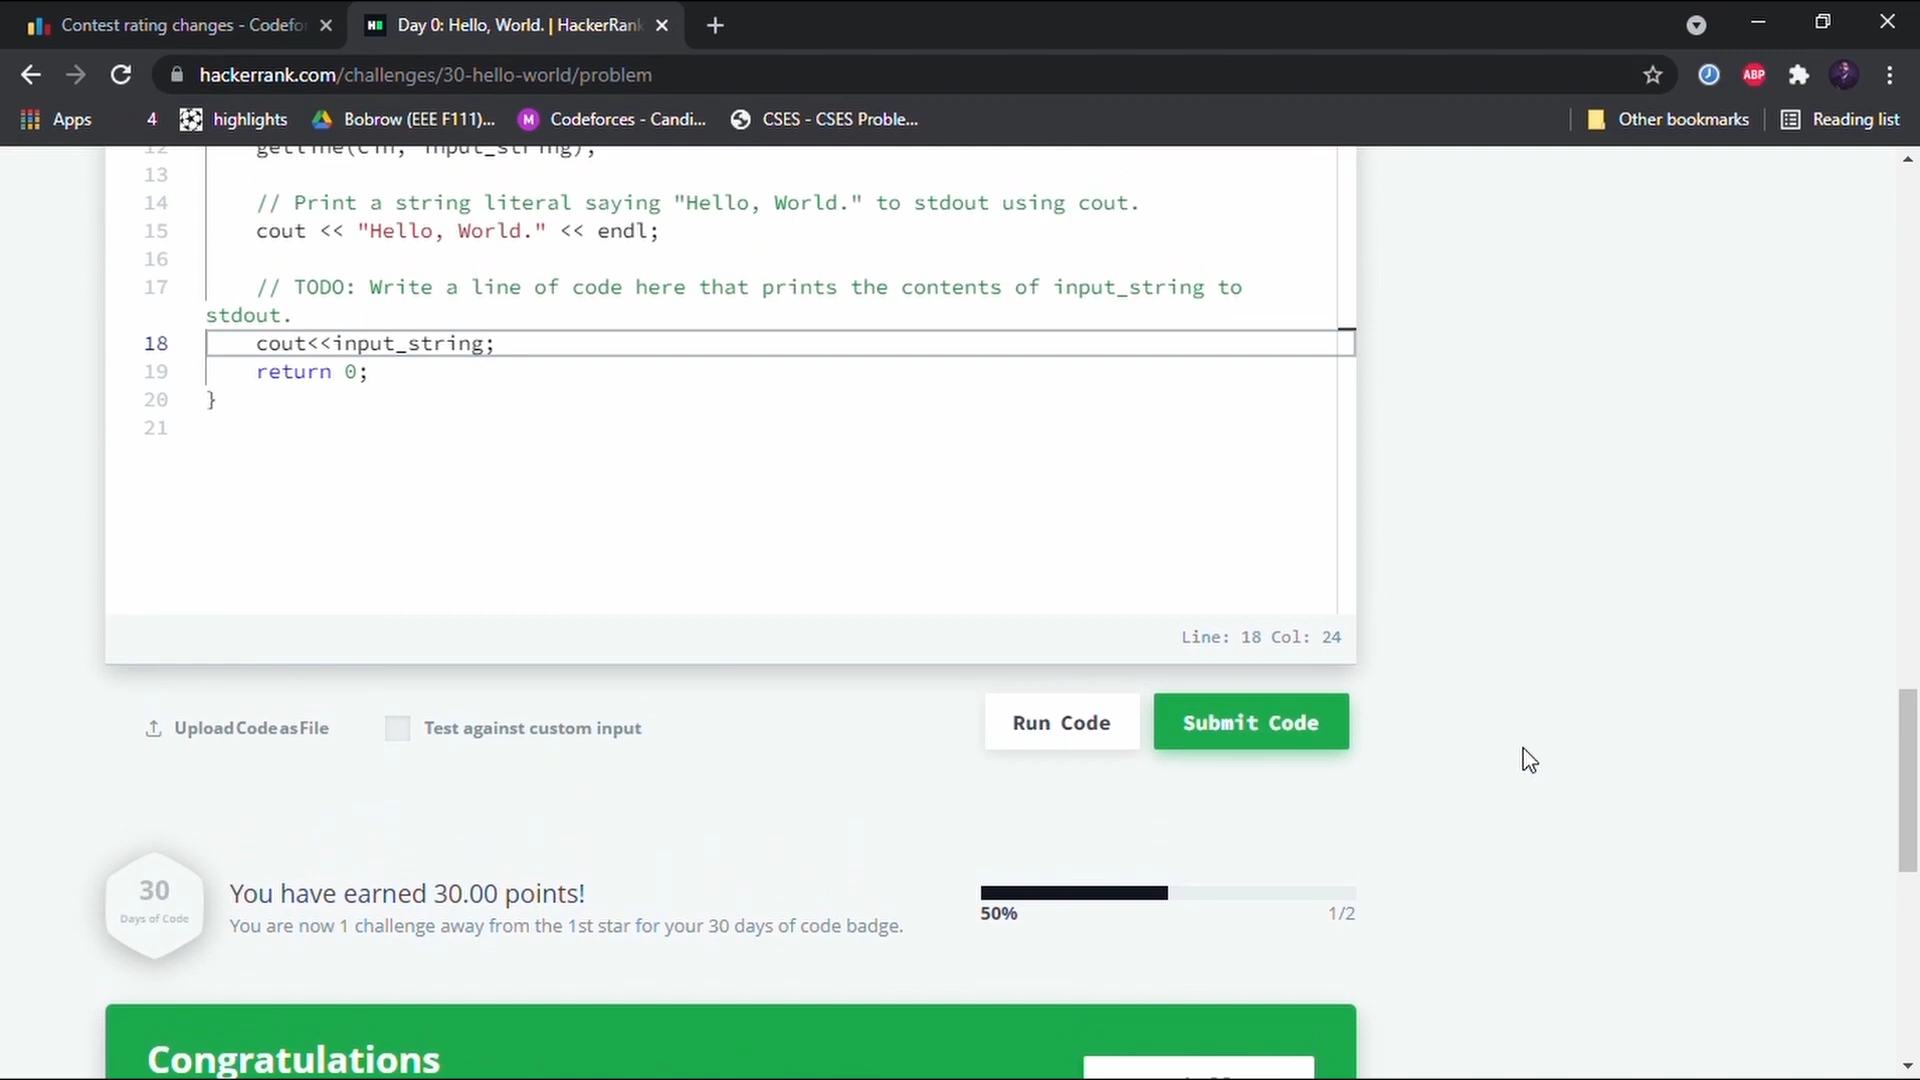 Contest rating changes - Codefo
Day 0: Hello, World. | HackerRank
hackerrank.com/challenges/30-hello-world/problem
ABP
Apps
4
highlights
Bobrow (EEE F111)...
M
Codeforces - Candi...
CSES - CSES Proble...
Other bookmarks
Reading list
12 getline(cin, input_string);
13
14 // Print a string literal saying "Hello, World." to stdout using cout.
15 cout << "Hello, World." << endl;
16
17 // TODO: Write a line of code here that prints the contents of input_string to
stdout.
18 cout<<input_string;
19 return 0;
20 }
21
Line: 18 Col: 24
Upload Code as File
Test against custom input
Run Code
Submit Code
30
Days of Code
You have earned 30.00 points!
You are now 1 challenge away from the 1st star for your 30 days of code badge.
50%
1/2
Congratulations